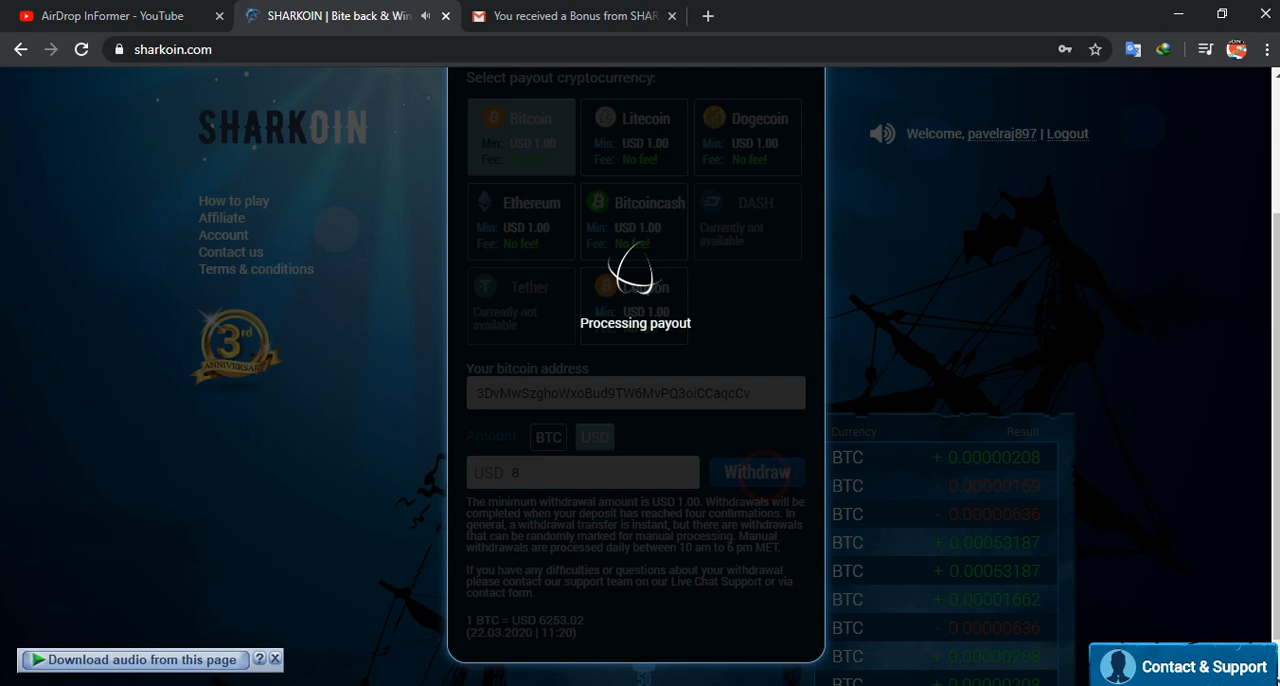 AirDrop InFormer - YouTube
SHARKOIN | Bite back & Win
You received a Bonus from SHAR
sharkoin.com
Select payout cryptocurrency:
Bitcoin
Min: USD 1.00
Fee: No fee!
Litecoin
Min: USD 1.00
Fee: No fee!
Dogecoin
Min: USD 1.00
Fee: No fee!
Ethereum
Min: USD 1.00
Fee: No fee!
Bitcoincash
Min: USD 1.00
Fee: No fee!
DASH
Currently not
available
Tether
Currently not
available
Min: USD 1.00
Processing payout
SHARKOIN
How to play
Affiliate
Account
Contact us
Terms & conditions
3rd
ANNIVERSARY
Welcome, pavelraj897 | Logout
Your bitcoin address
3DvMwSzghoWxoBud9TW6MvPQ3oiCCaqcCv
Amount BTC USD
USD 8 Withdraw
The minimum withdrawal amount is USD 1.00. Withdrawals will be
completed when your deposit has reached four confirmations. In
general, a withdrawal transfer is instant, but there are withdrawals
that can be randomly marked for manual processing. Manual
withdrawals are processed daily between 10 am to 6 pm MET.
If you have any difficulties or questions about your withdrawal
please contact our support team on our Live Chat Support or via
contact form.
1 BTC = USD 6253.02
(22.03.2020 | 11:20)
Currency Result
BTC + 0.00000208
BTC - 0.00000159
BTC - 0.00000636
BTC + 0.00053187
BTC + 0.00053187
BTC + 0.00001662
BTC - 0.00000636
BTC + 0.00000208
BTC + 0.00000208
50
Download audio from this page ? X
Contact & Support